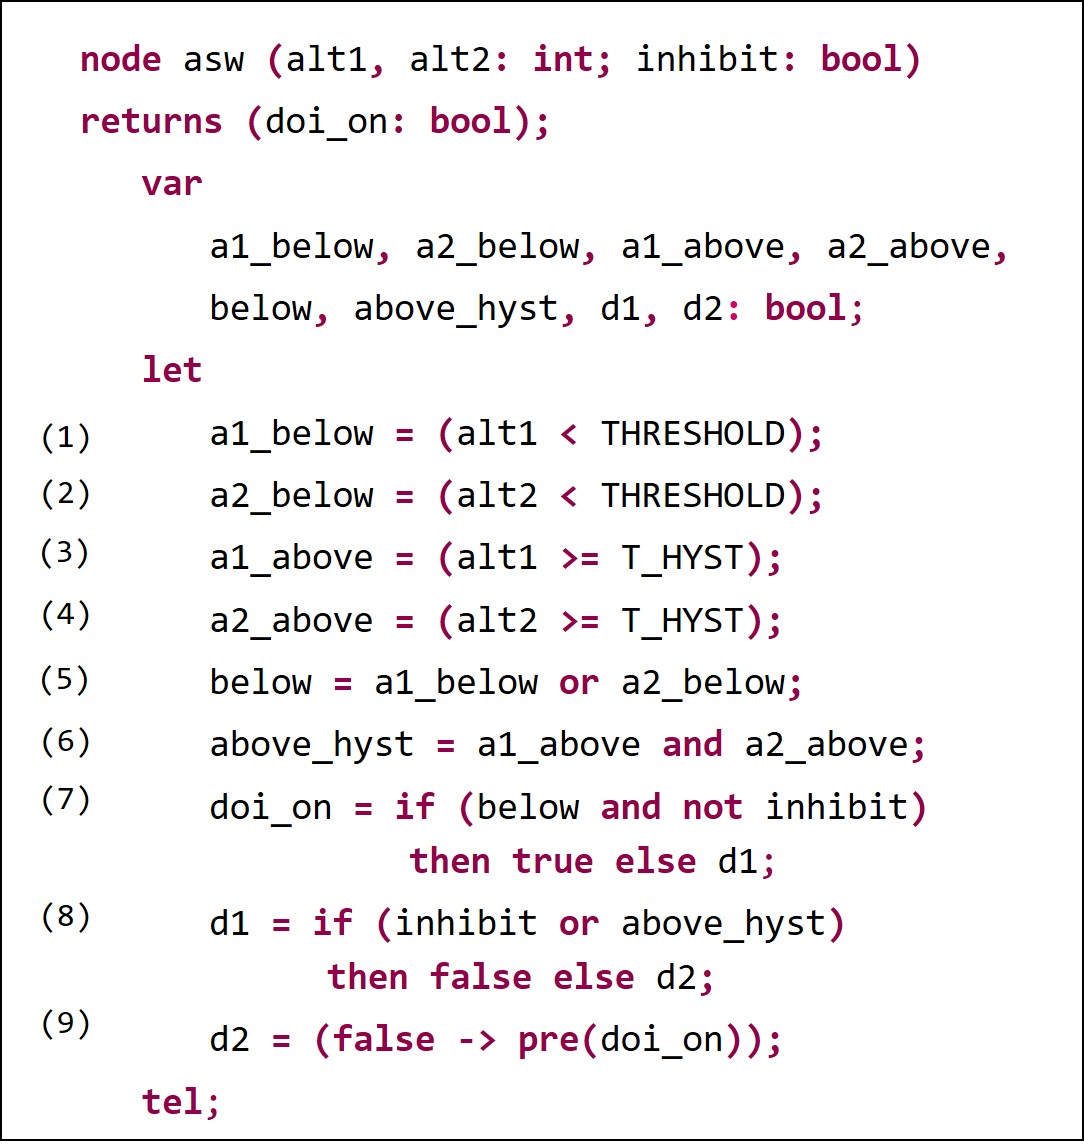 node asw (alt1, alt2: int; inhibit: bool)
returns (doi_on: bool);
var
a1_below, a2_below, a1_above, a2_above,
below, above_hyst, d1, d2: bool;
let
(1) a1_below = (alt1 < THRESHOLD);
(2) a2_below = (alt2 < THRESHOLD);
(3) a1_above = (alt1 >= T_HYST);
(4) a2_above = (alt2 >= T_HYST);
(5) below = a1_below or a2_below;
(6) above_hyst = a1_above and a2_above;
(7) doi_on = if (below and not inhibit)
then true else d1;
(8) d1 = if (inhibit or above_hyst)
then false else d2;
(9) d2 = (false -> pre(doi_on));
tel;